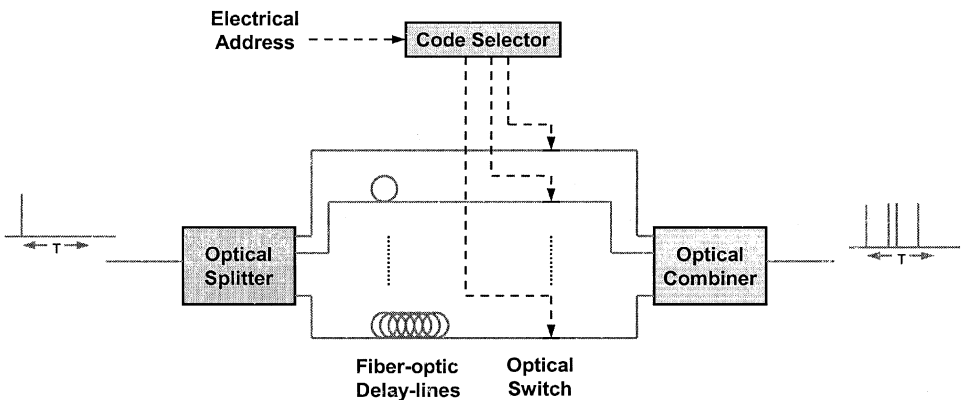 Electrical
Address
Code Selector
T
Optical
Splitter
Optical
Combiner
T
Fiber-optic
Delay-lines
Optical
Switch